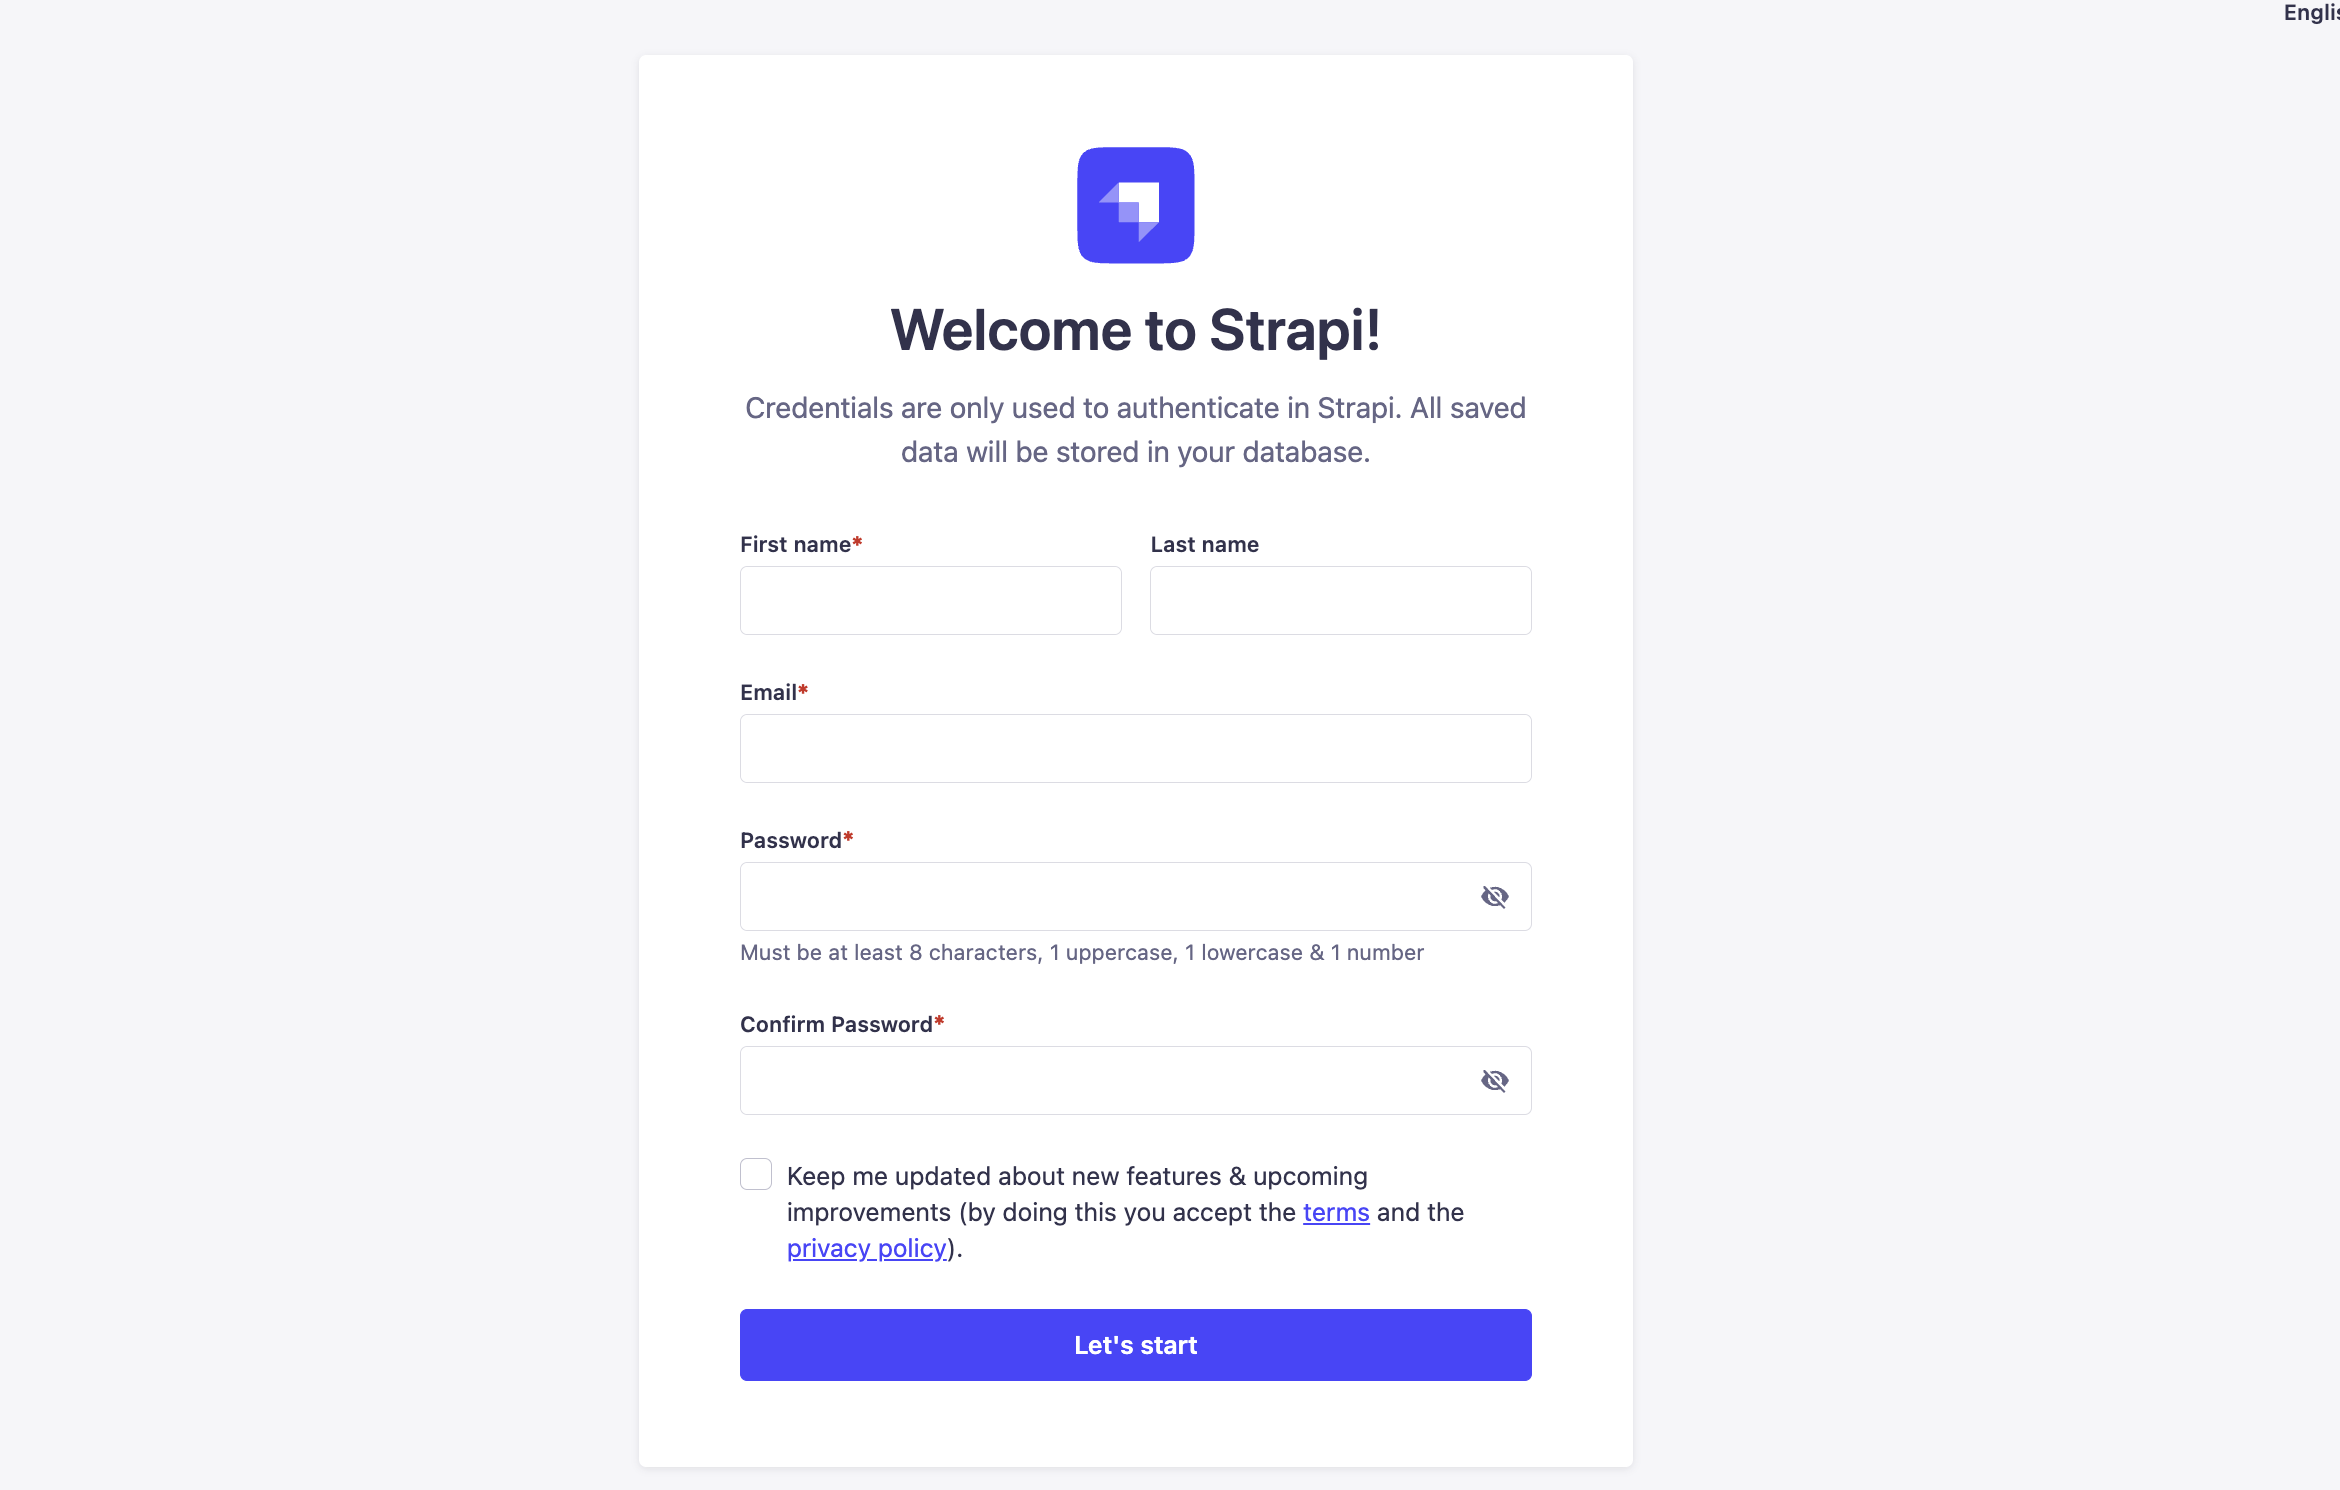 Welcome to Strapi!
Credentials are only used to authenticate in Strapi. All saved
data will be stored in your database.
First name*
Last name
Email*
Password*
Must be at least 8 characters, 1 uppercase, 1 lowercase & 1 number
Confirm Password*
Keep me updated about new features & upcoming
improvements (by doing this you accept the terms and the
privacy policy).
Let's start